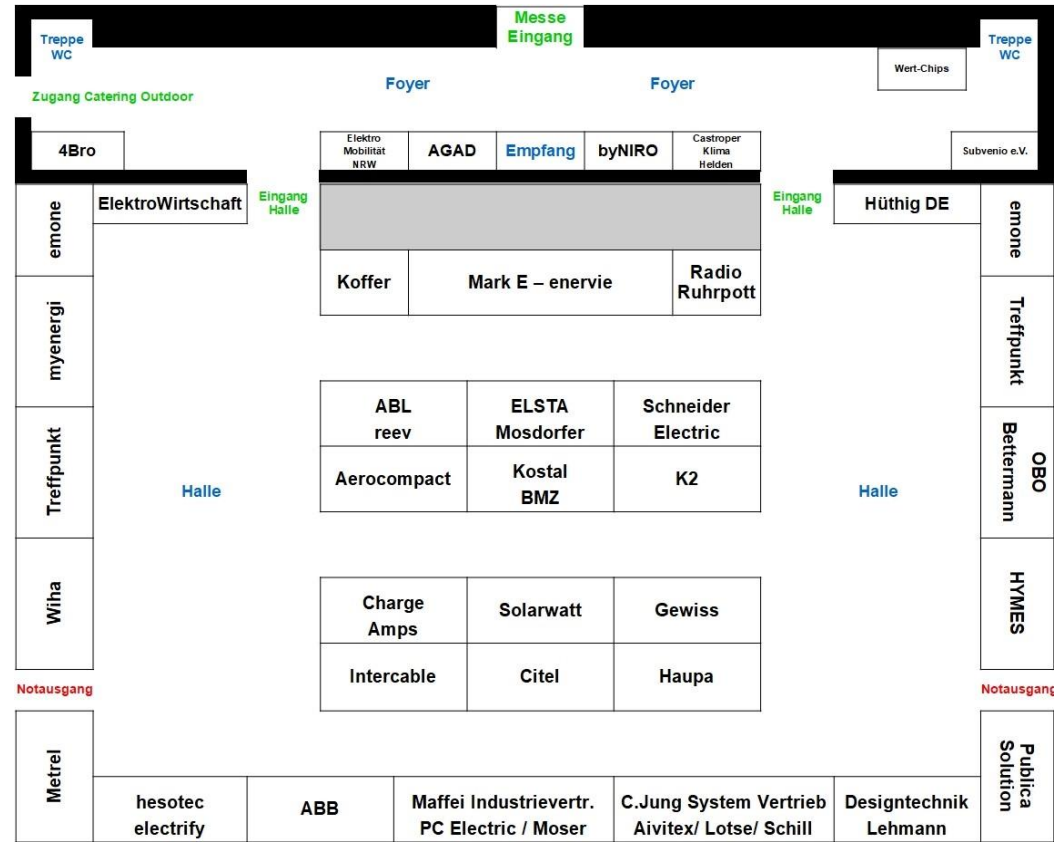 Messe
Eingang
Treppe
WC
Treppe
WC
Wert-Chips
Foyer
Foyer
Zugang Catering Outdoor
4Bro
Elektro
Mobilität
NRW
AGAD
Empfang
byNIRO
Castroper
Klima
Helden
Subvenio e.V.
emone
ElektroWirtschaft
Eingang
Halle
Eingang
Halle
Hüthig DE
emone
Koffer
Mark E – enervie
Radio
Ruhrpott
myenergi
Treffpunkt
ABL
reev
ELSTA
Mosdorfer
Schneider
Electric
Treffpunkt
Halle
Aerocompact
Kostal
BMZ
K2
Halle
OBO
Bettermann
Wiha
Charge
Amps
Solarwatt
Gewiss
HYMES
Intercable
Citel
Haupa
Notausgang
Notausgang
Metrel
hesotec
electrify
ABB
Maffei Industrievertr.
PC Electric / Moser
C.Jung System Vertrieb
Aivitex/ Lotse/ Schill
Designtechnik
Lehmann
Publica
Solution